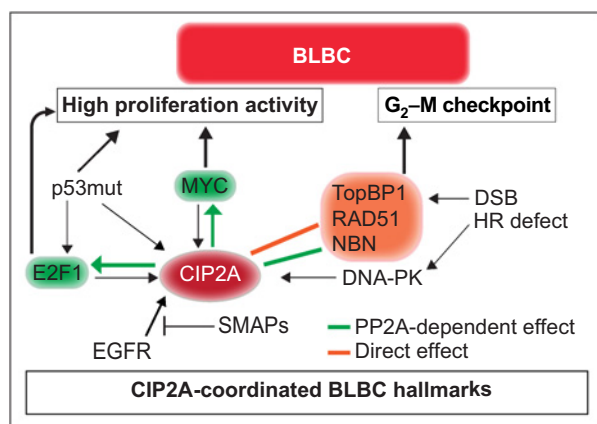 BLBC
High proliferation activity
G₂–M checkpoint
p53mut
MYC
TopBP1
RAD51
NBN
DSB
HR defect
E2F1
CIP2A
DNA-PK
EGFR
SMAPs
PP2A-dependent effect
Direct effect
CIP2A-coordinated BLBC hallmarks